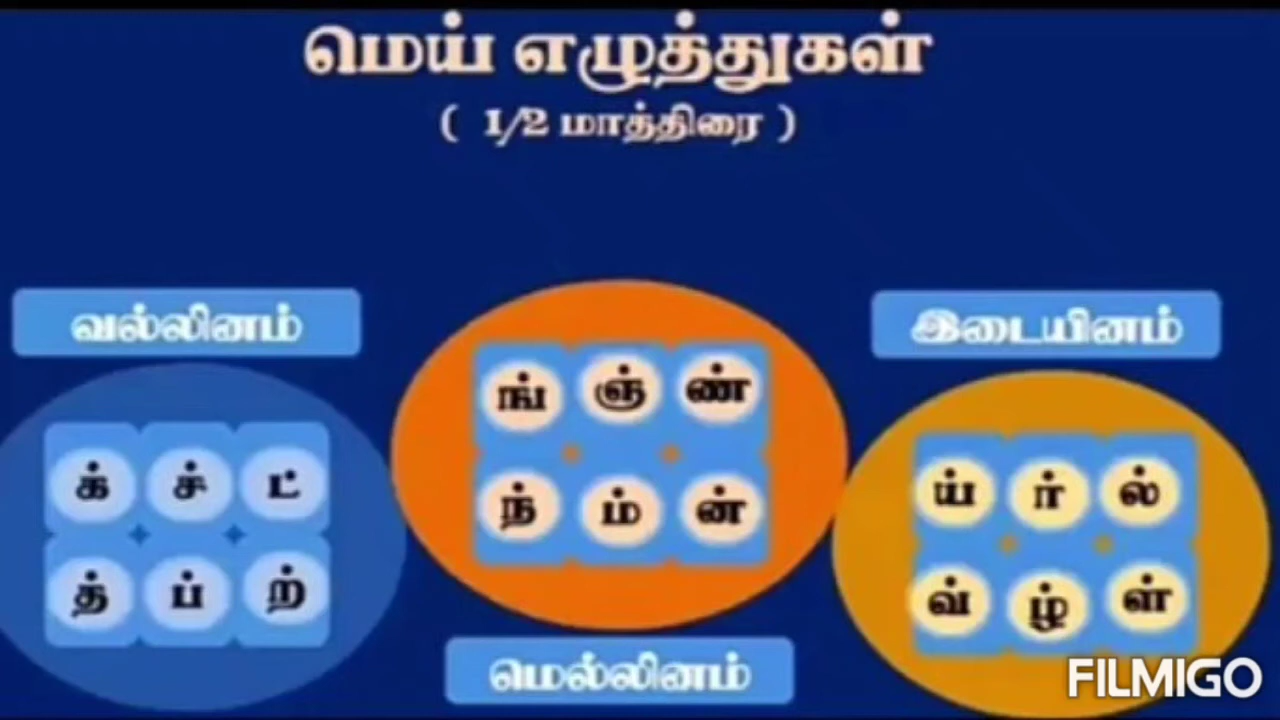 மெய் எழுத்துகள்
( 1/2 மாத்திரை )
வல்லினம்
க் ச் ட்
த் ப் ற்
ங் ஞ் ண்
ந் ம் ன்
மெல்லினம்
இடையினம்
ய் ர் ல்
வ் ழ் ள்
FILMIGO